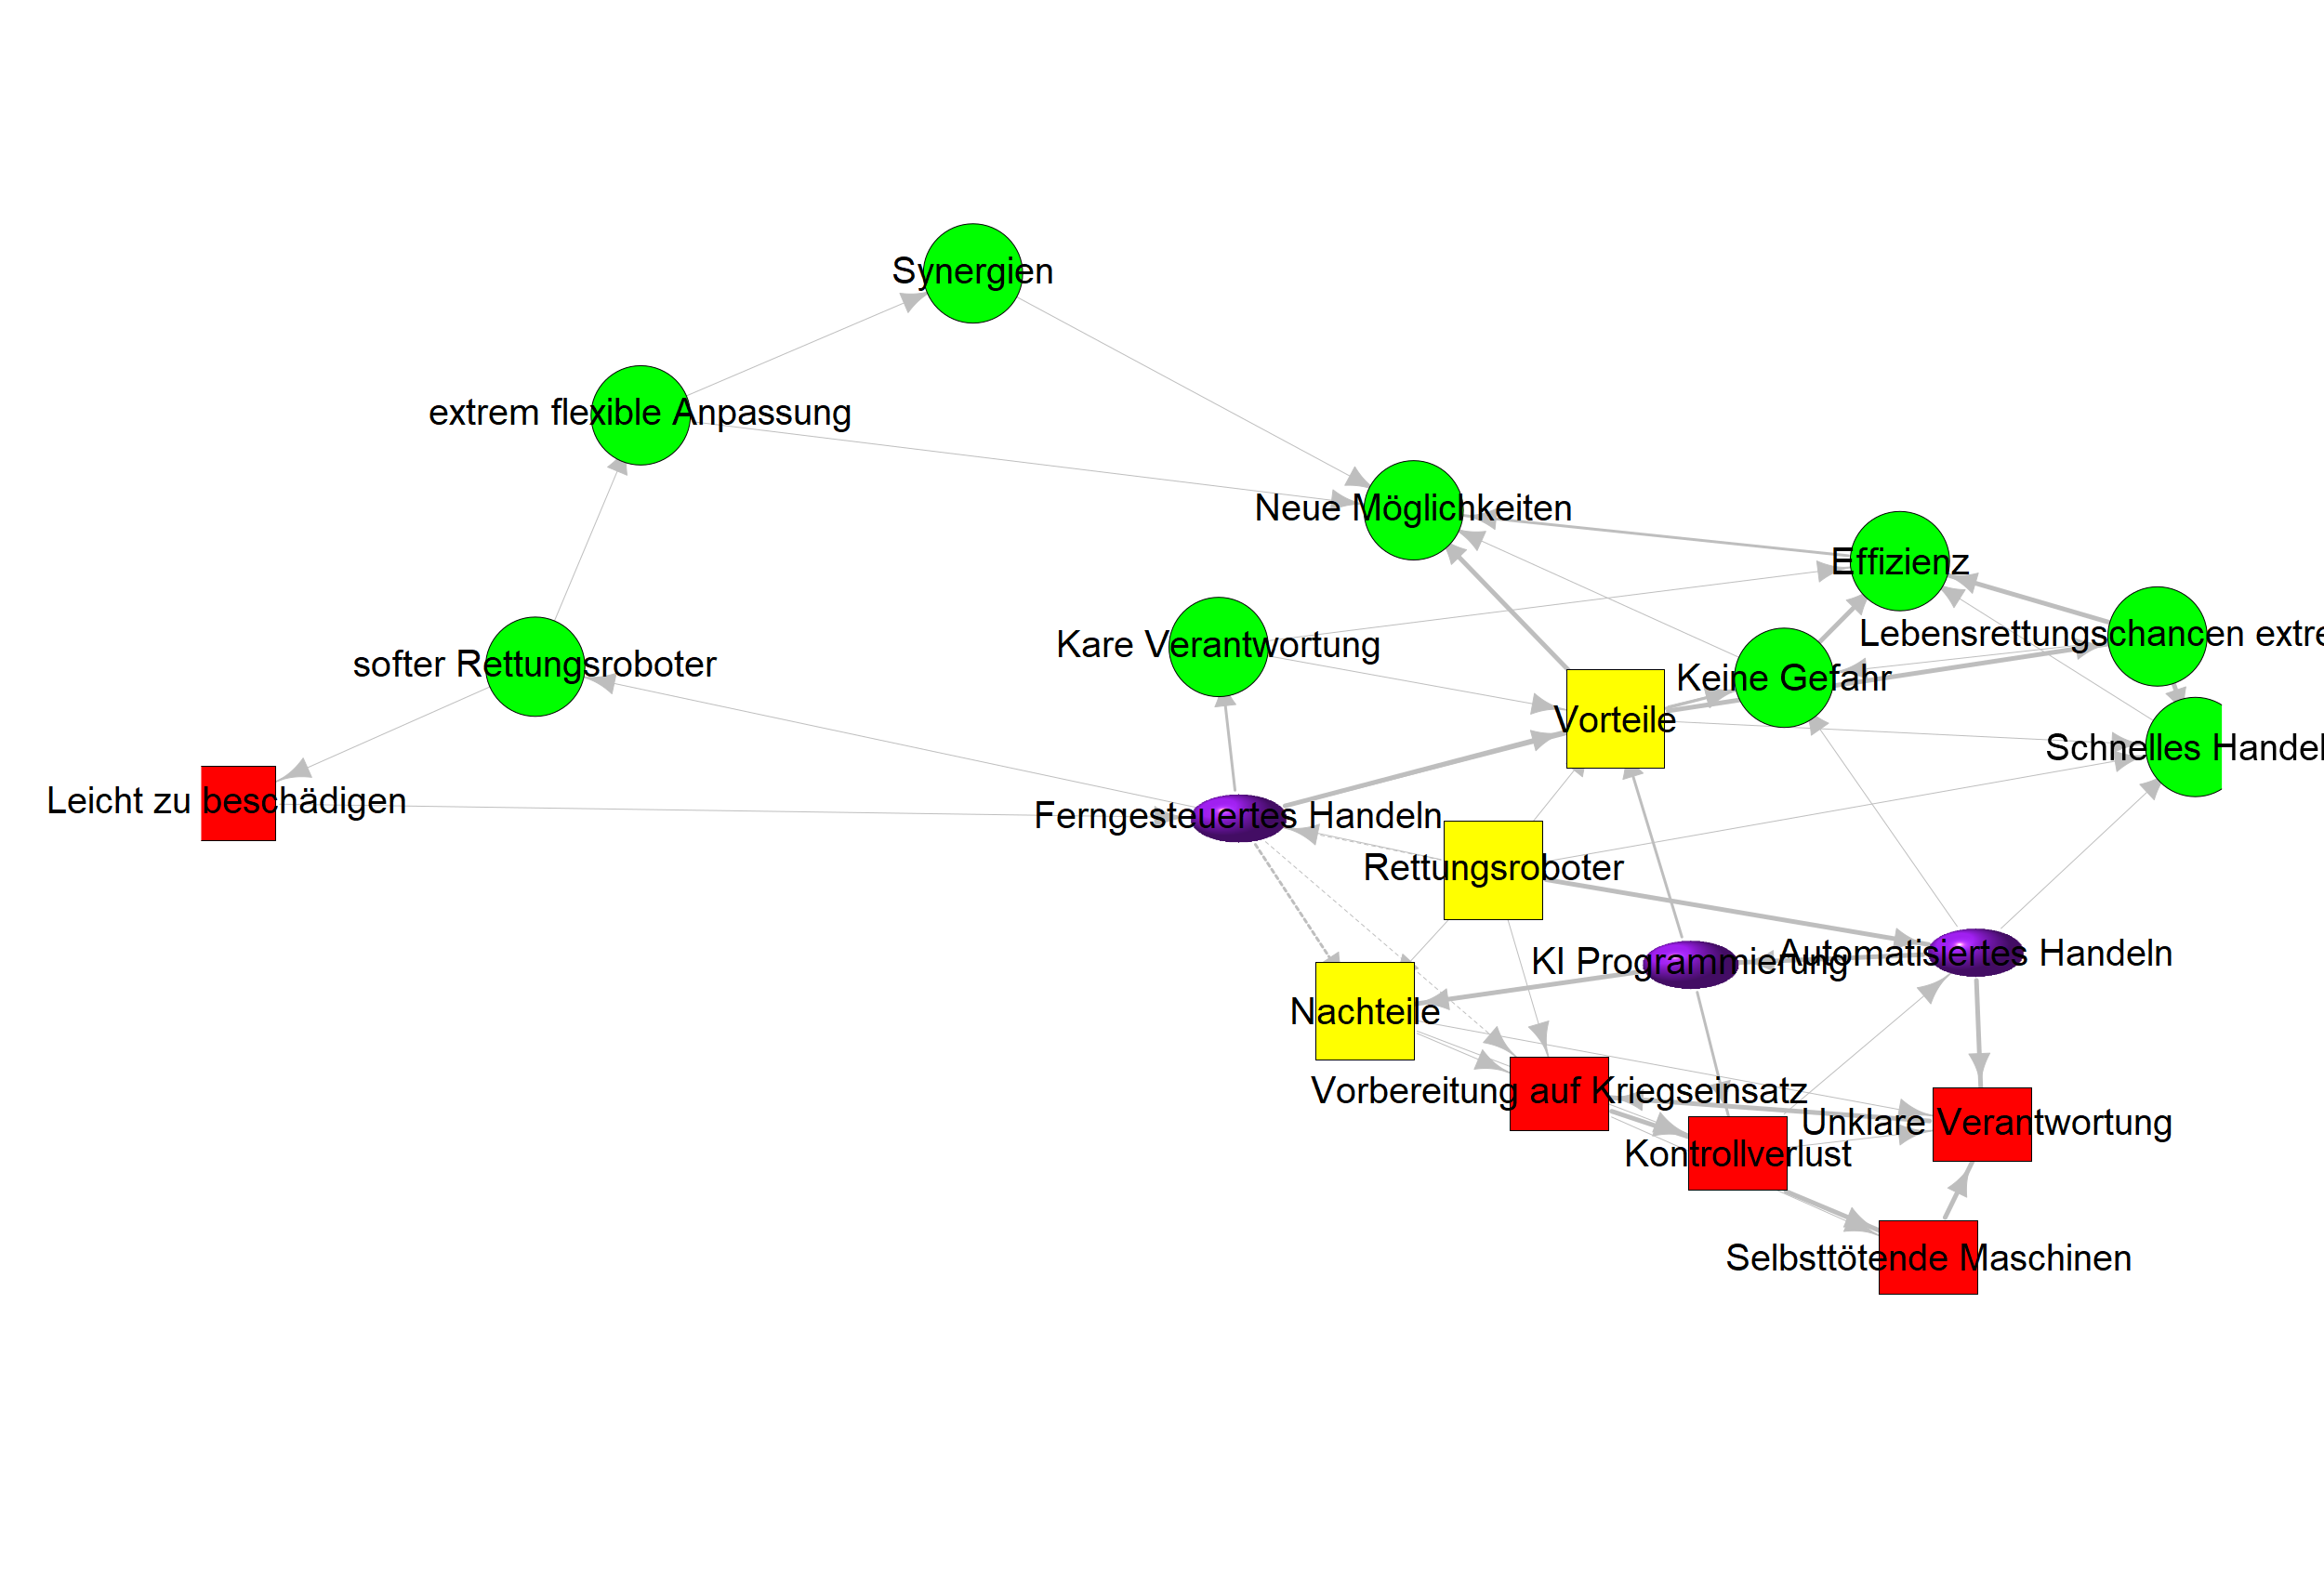 Synergien
extrem flexible Anpassung
Neue Möglichkeiten
Effizienz
Lebensrettungschancen extre
Kare Verantwortung
softer Rettungsroboter
Keine Gefahr
Vorteile
Schnelles Handel
Leicht zu beschädigen
Ferngesteuertes Handeln
Rettungsroboter
KI Programmierung
Automatisiertes Handeln
Nachteile
Vorbereitung auf Kriegseinsatz
Unklare Verantwortung
Kontrollverlust
Selbsttötende Maschinen